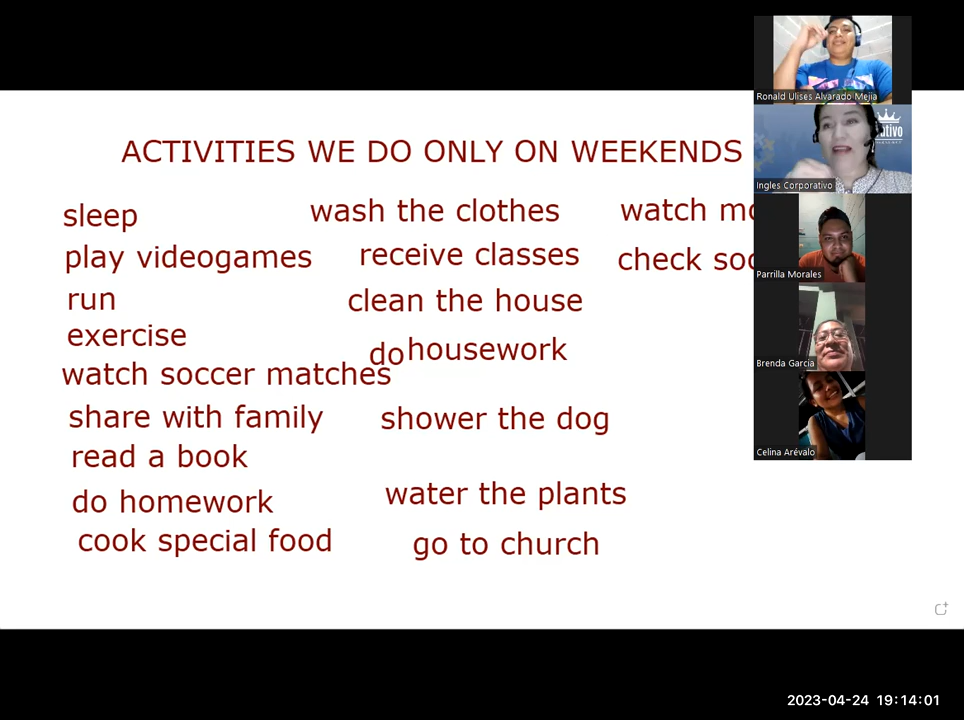 ACTIVITIES WE DO ONLY ON WEEKENDS
sleep
play videogames
run
exercise
watch soccer matches
share with family
read a book
do homework
cook special food
wash the clothes
receive classes
clean the house
do housework
shower the dog
water the plants
go to church
watch
check
Ronald Ulises Alvarado Mejia
Ingles Corporativo
Parrilla Morales
Brenda Garcia
Celina Arévalo
2023-04-24 19:14:01